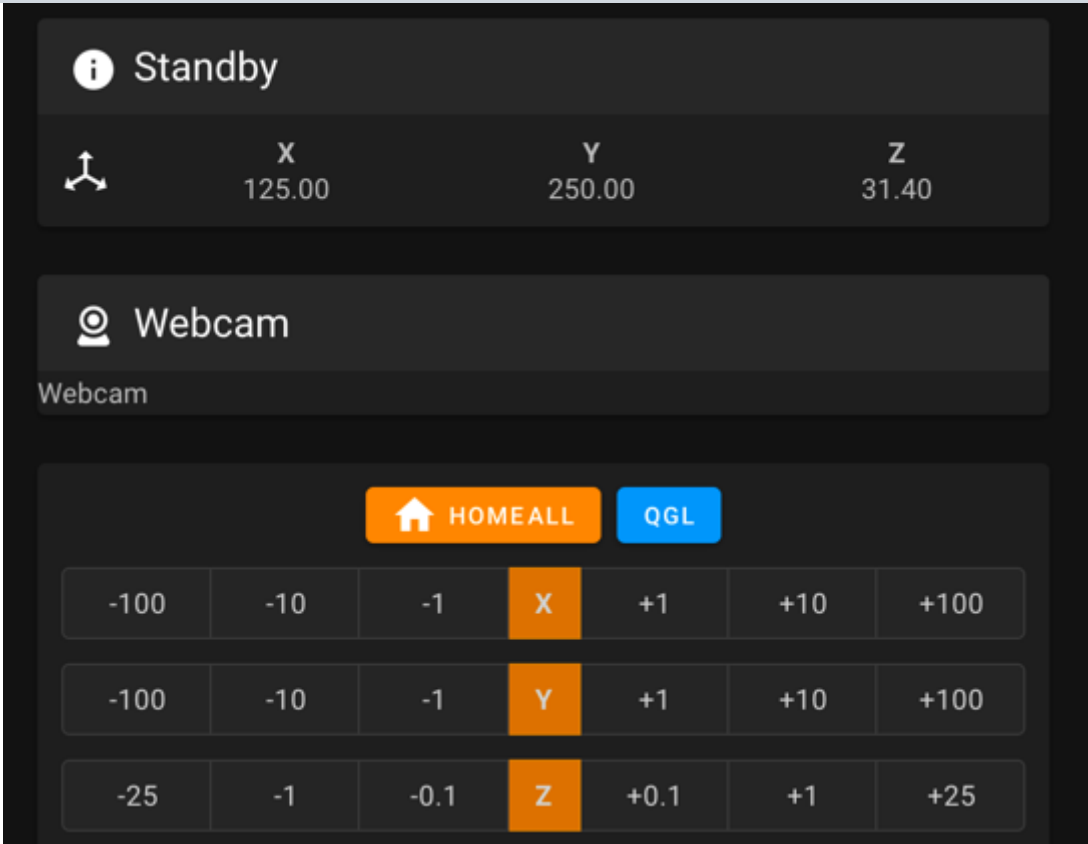 Standby
X Y Z
125.00 250.00 31.40
Webcam
Webcam
HOMEALL QGL
-100 -10 -1 X +1 +10 +100
-100 -10 -1 Y +1 +10 +100
-25 -1 -0.1 Z +0.1 +1 +25